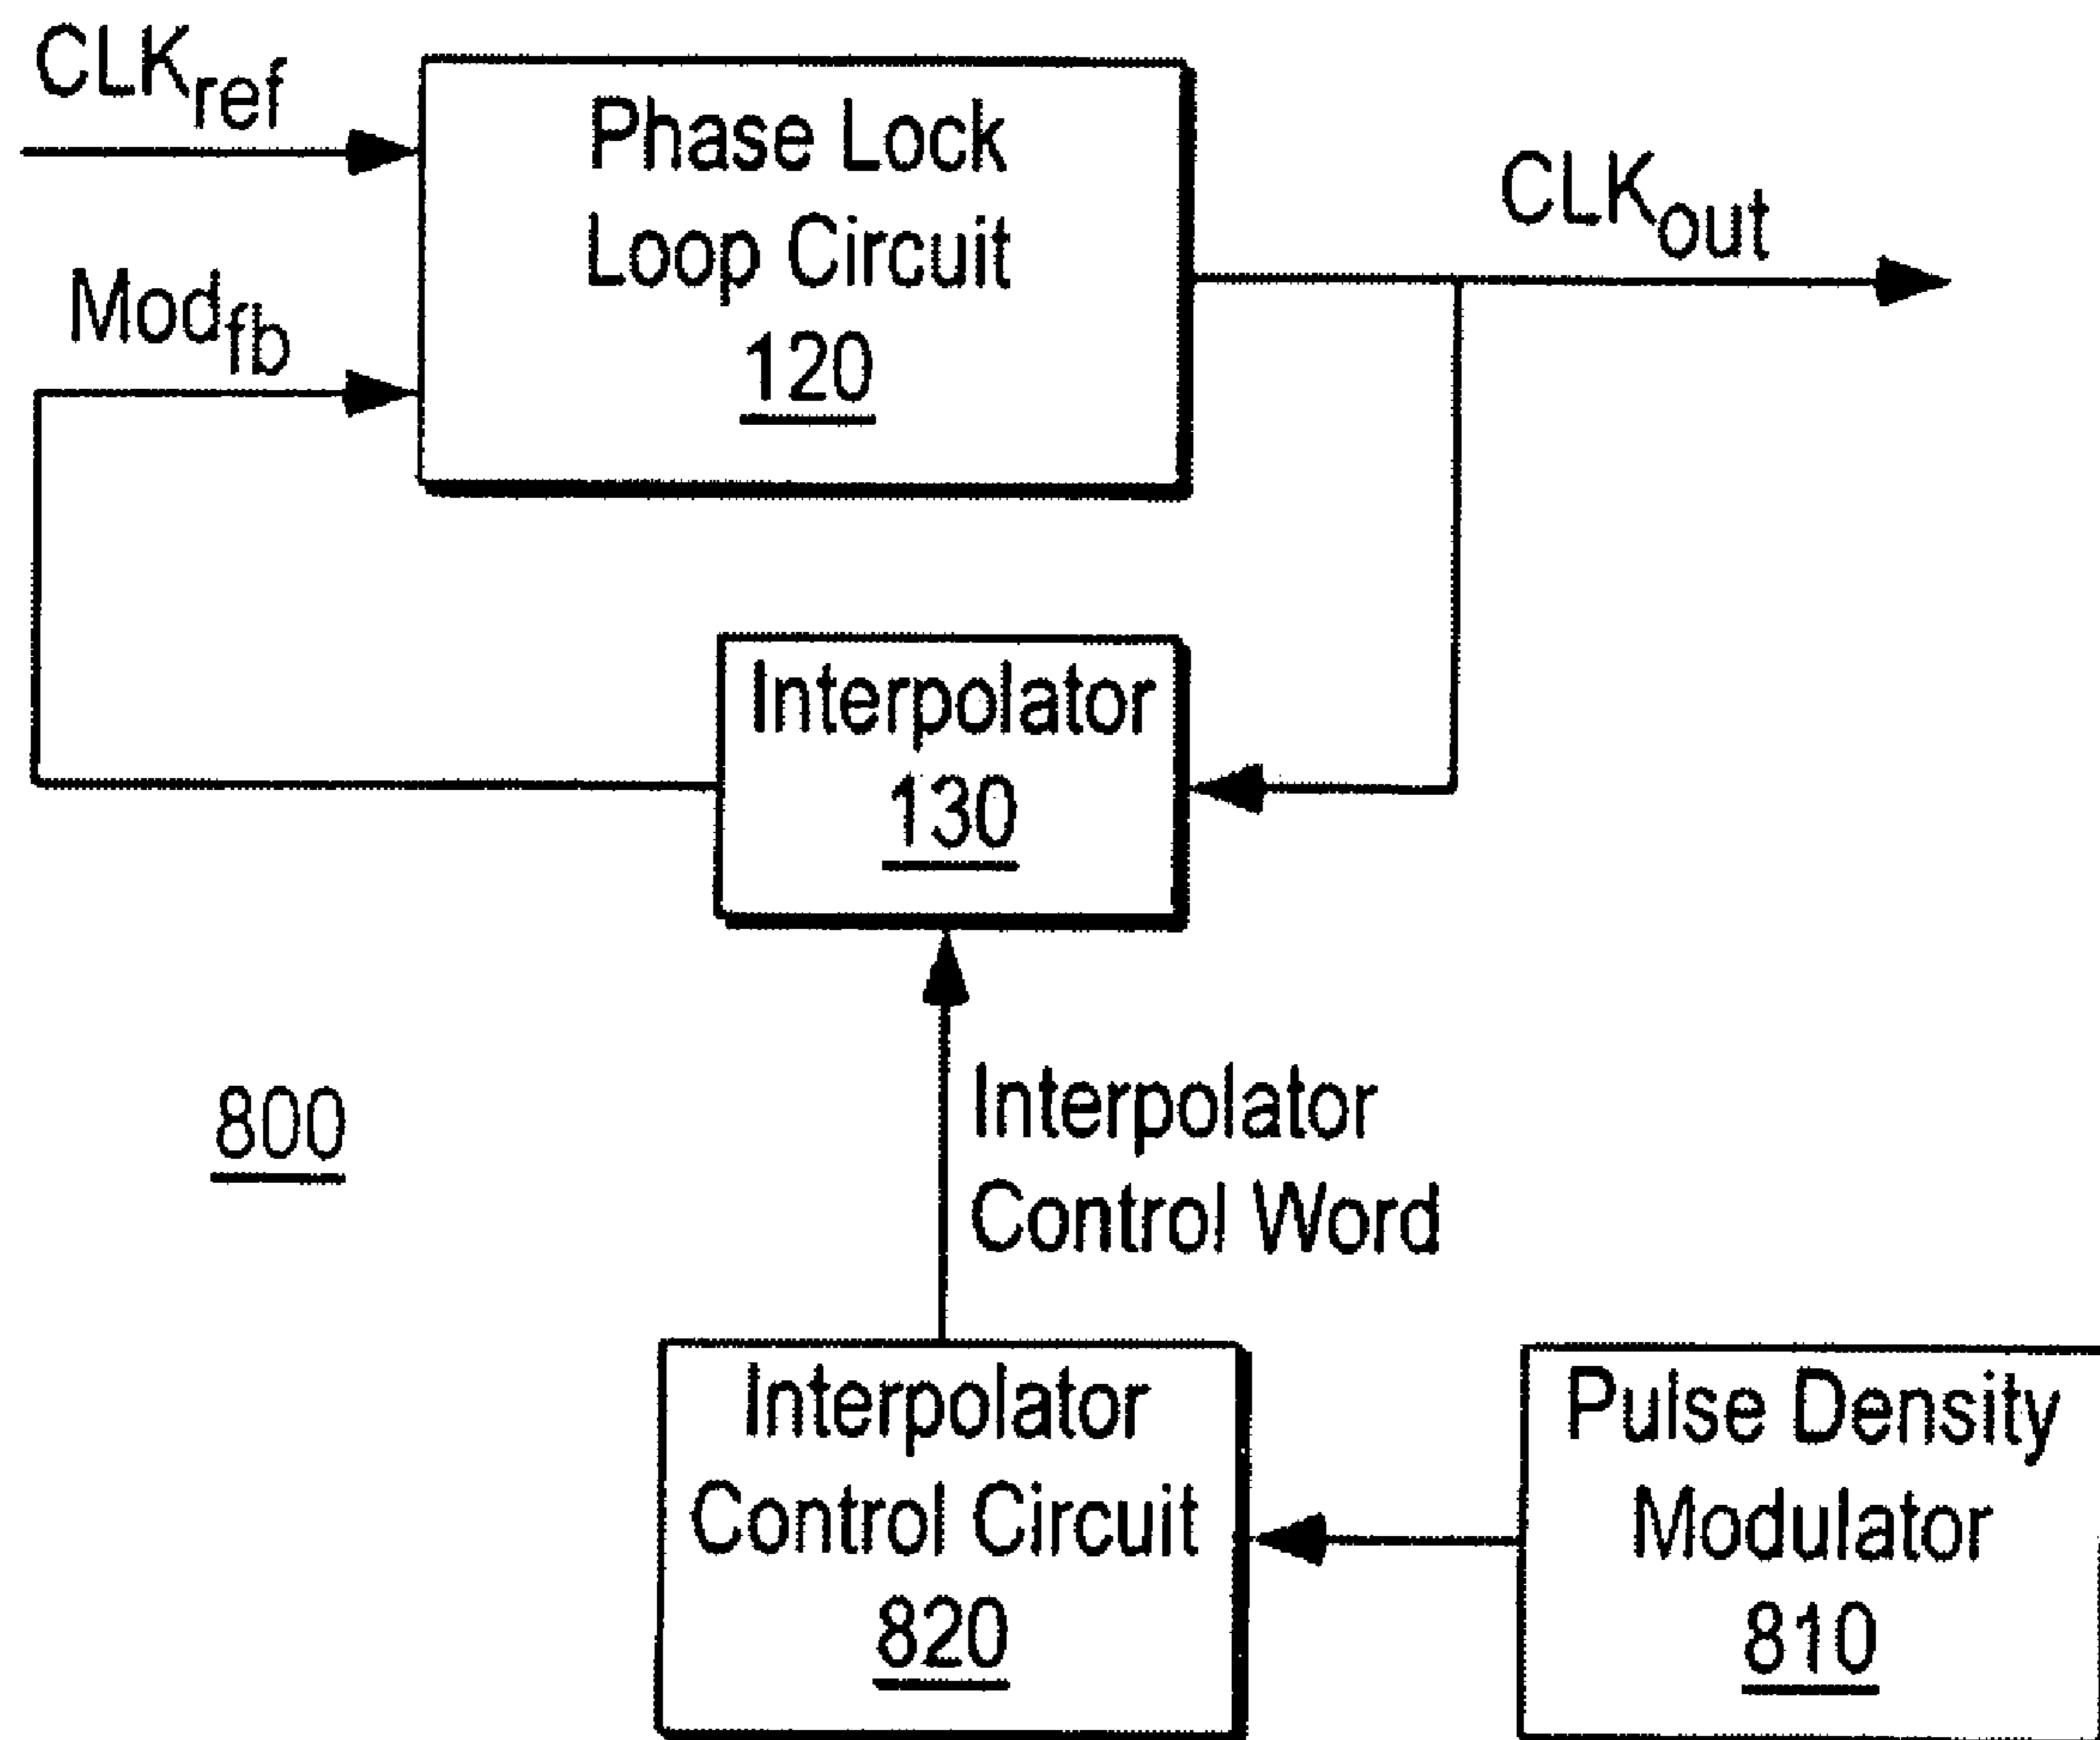 CLKref
Phase Lock
Loop Circuit
120
CLKout
Modfb
Interpolator
130
Interpolator
Control Word
800
Interpolator
Control Circuit
820
Pulse Density
Modulator
810